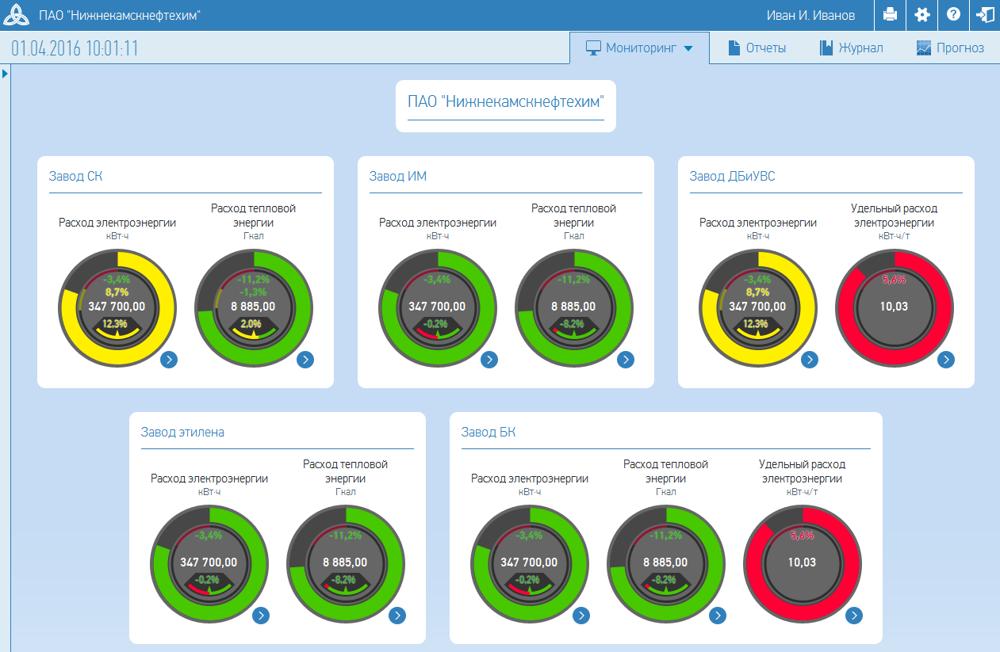 ПАО "Нижнекамскнефтехим"
Иван И. Иванов
01.04.2016 10:01:11
Мониторинг
Отчеты
Журнал
Прогноз
ПАО "Нижнекамскнефтехим"
Завод СК
Расход электроэнергии
кВт·ч
-3,4%
8,7%
347 700,00
12,3%
Расход тепловой
энергии
Гкал
-11,2%
-1,3%
8 885,00
2,0%
Завод ИМ
Расход электроэнергии
кВт·ч
-3,4%
347 700,00
-0,2%
Расход тепловой
энергии
Гкал
-11,2%
8 885,00
-8,2%
Завод ДБиУВС
Расход электроэнергии
кВт·ч
-3,4%
8,7%
347 700,00
12,3%
Удельный расход
электроэнергии
кВт·ч/т
5,6%
10,03
Завод этилена
Расход электроэнергии
кВт·ч
-3,4%
347 700,00
-0,2%
Расход тепловой
энергии
Гкал
-11,2%
8 885,00
-8,2%
Завод БК
Расход электроэнергии
кВт·ч
-3,4%
347 700,00
-0,2%
Расход тепловой
энергии
Гкал
-11,2%
8 885,00
-8,2%
Удельный расход
электроэнергии
кВт·ч/т
5,6%
10,03